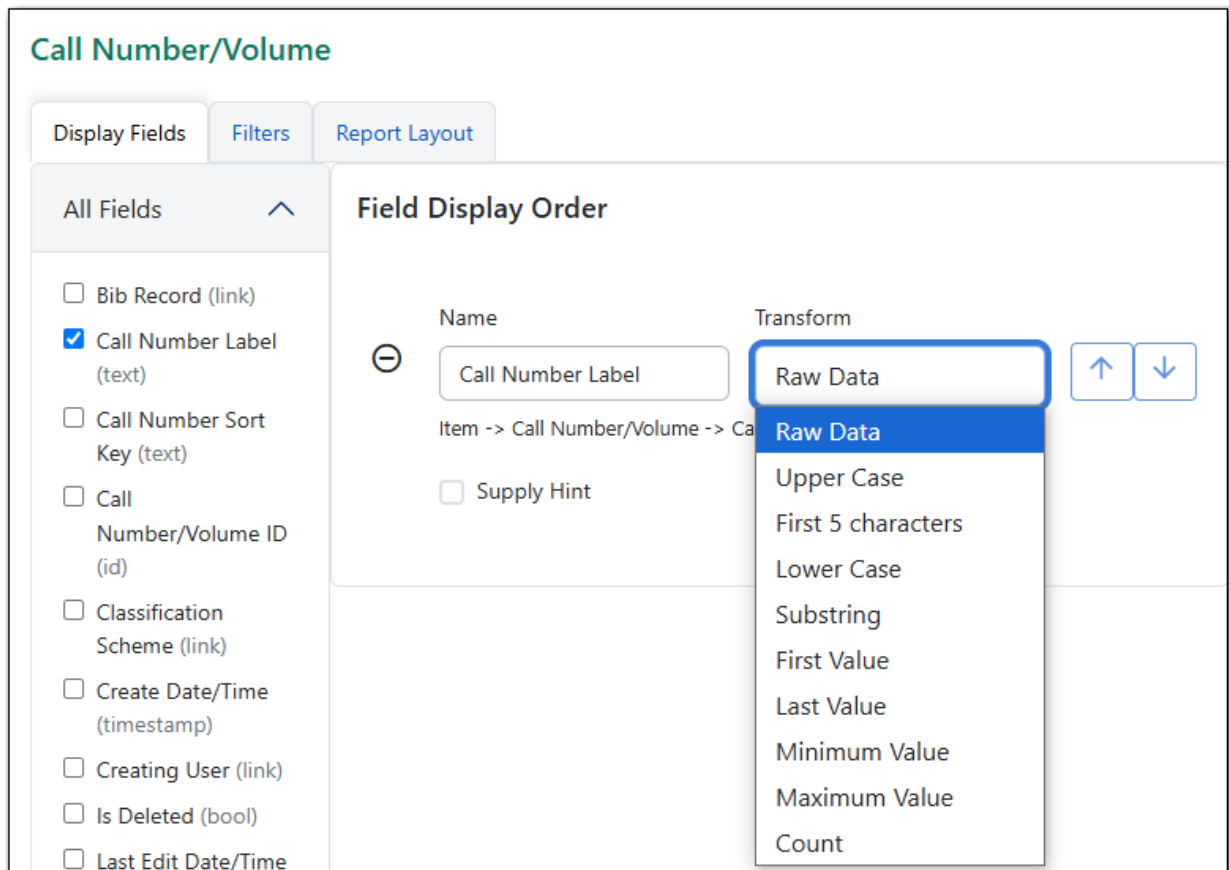 Call Number/Volume
Display Fields
Filters
Report Layout
All Fields
Bib Record (link)
Call Number Label
(text)
Call Number Sort
Key (text)
Call
Number/Volume ID
(id)
Classification
Scheme (link)
Create Date/Time
(timestamp)
Creating User (link)
Is Deleted (bool)
Last Edit Date/Time
Field Display Order
Name
Transform
Call Number Label
Raw Data
Item -> Call Number/Volume -> Ca
Supply Hint
Raw Data
Upper Case
First 5 characters
Lower Case
Substring
First Value
Last Value
Minimum Value
Maximum Value
Count